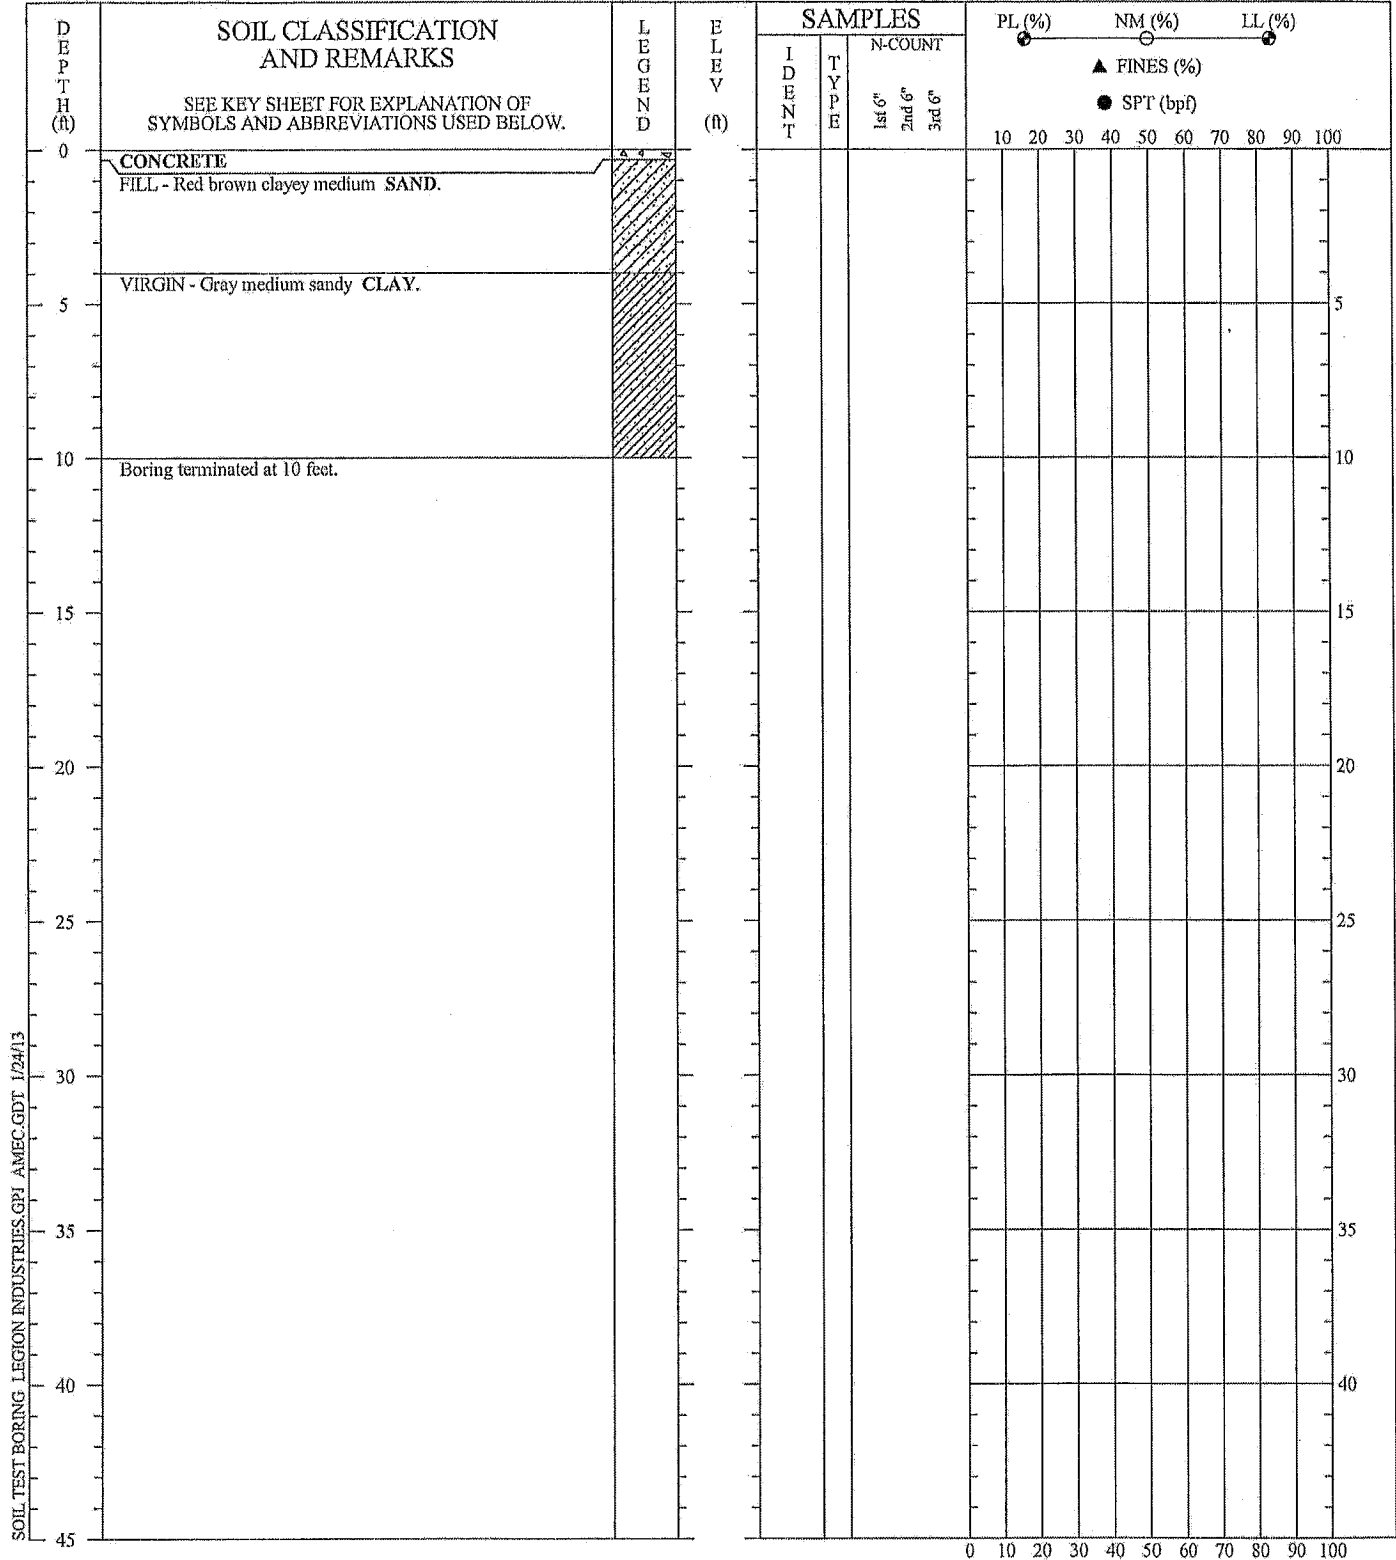 DEPTH (ft)
SOIL CLASSIFICATION
AND REMARKS
SEE KEY SHEET FOR EXPLANATION OF
SYMBOLS AND ABBREVIATIONS USED BELOW.
LEGEND
ELEV (ft)
SAMPLES
IDENT
TYPE
N-COUNT
1st 6"
2nd 6"
3rd 6"
PL (%) NM (%) LL (%)
FINES (%)
SPT (bpf)
10 20 30 40 50 60 70 80 90 100
0
CONCRETE
FILL - Red brown clayey medium SAND.
VIRGIN - Gray medium sandy CLAY.
5 5
10 10
Boring terminated at 10 feet.
15 15
20 20
25 25
30 30
35 35
40 40
45
0 10 20 30 40 50 60 70 80 90 100
SOIL TEST BORING LEGION INDUSTRIES.GPJ AMEC.GDT 1/24/13